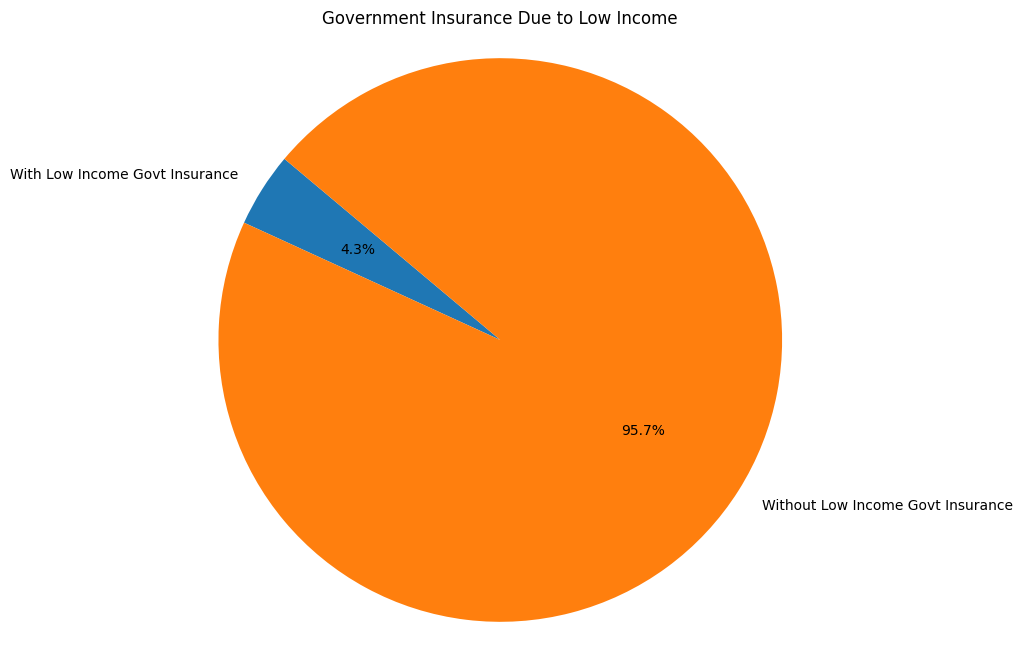 Government Insurance Due to Low Income
With Low Income Govt Insurance
4.3%
95.7%
Without Low Income Govt Insurance